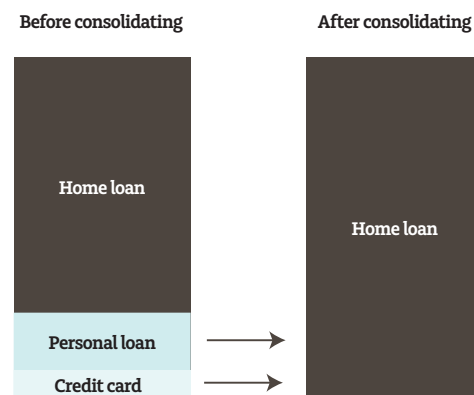 Before consolidating
After consolidating
Home loan
Home loan
Personal loan
Credit card